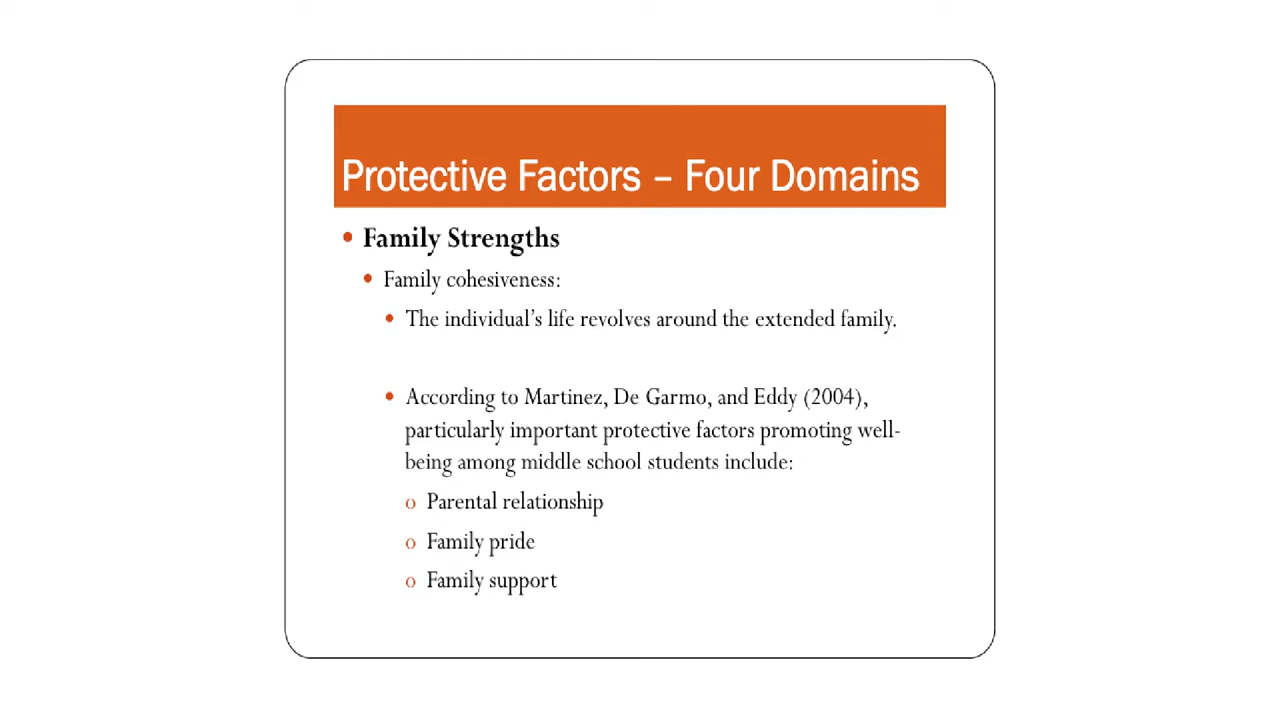 Protective Factors – Four Domains
• Family Strengths
• Family cohesiveness:
• The individual's life revolves around the extended family.
• According to Martinez, De Garmo, and Eddy (2004),
particularly important protective factors promoting well-
being among middle school students include:
o Parental relationship
o Family pride
o Family support